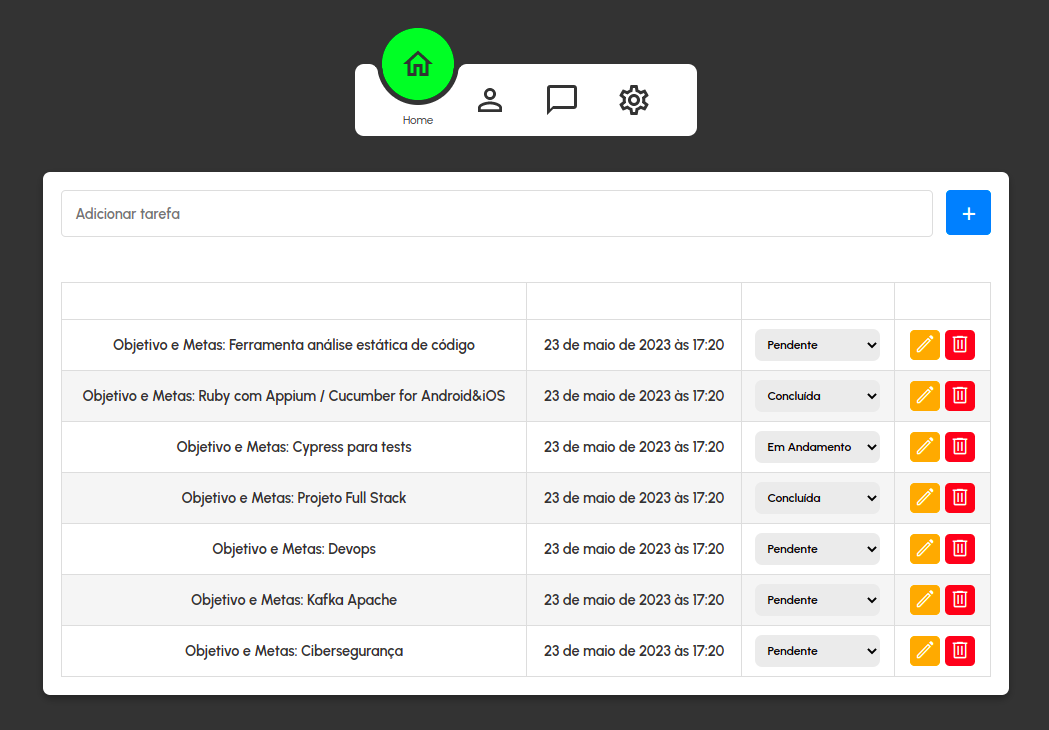 Home
Adicionar tarefa
+
Objetivo e Metas: Ferramenta análise estática de código 23 de maio de 2023 às 17:20 Pendente
Objetivo e Metas: Ruby com Appium / Cucumber for Android&iOS 23 de maio de 2023 às 17:20 Concluída
Objetivo e Metas: Cypress para tests 23 de maio de 2023 às 17:20 Em Andamento
Objetivo e Metas: Projeto Full Stack 23 de maio de 2023 às 17:20 Concluída
Objetivo e Metas: Devops 23 de maio de 2023 às 17:20 Pendente
Objetivo e Metas: Kafka Apache 23 de maio de 2023 às 17:20 Pendente
Objetivo e Metas: Cibersegurança 23 de maio de 2023 às 17:20 Pendente